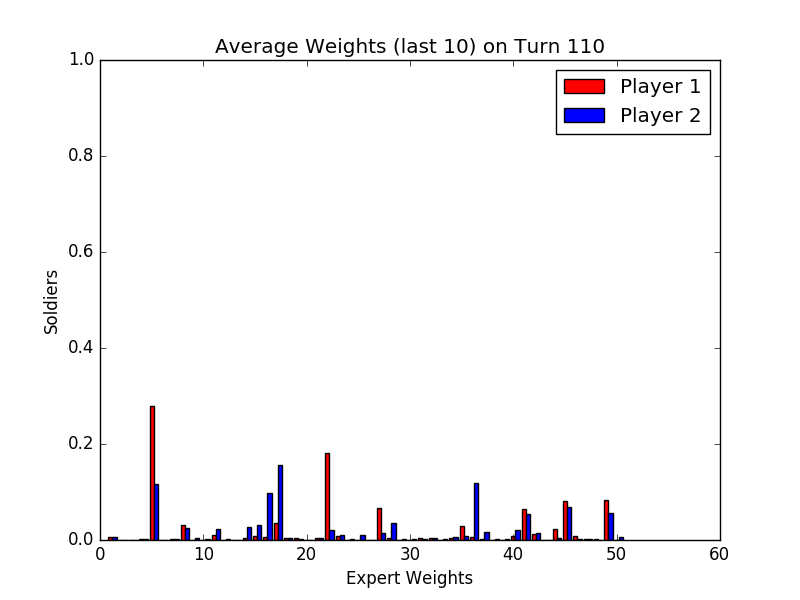 Average Weights (last 10) on Turn 110
1.0
0.8
0.6
0.4
0.2
0.0
Soldiers
Player 1
Player 2
0 10 20 30 40 50 60
Expert Weights